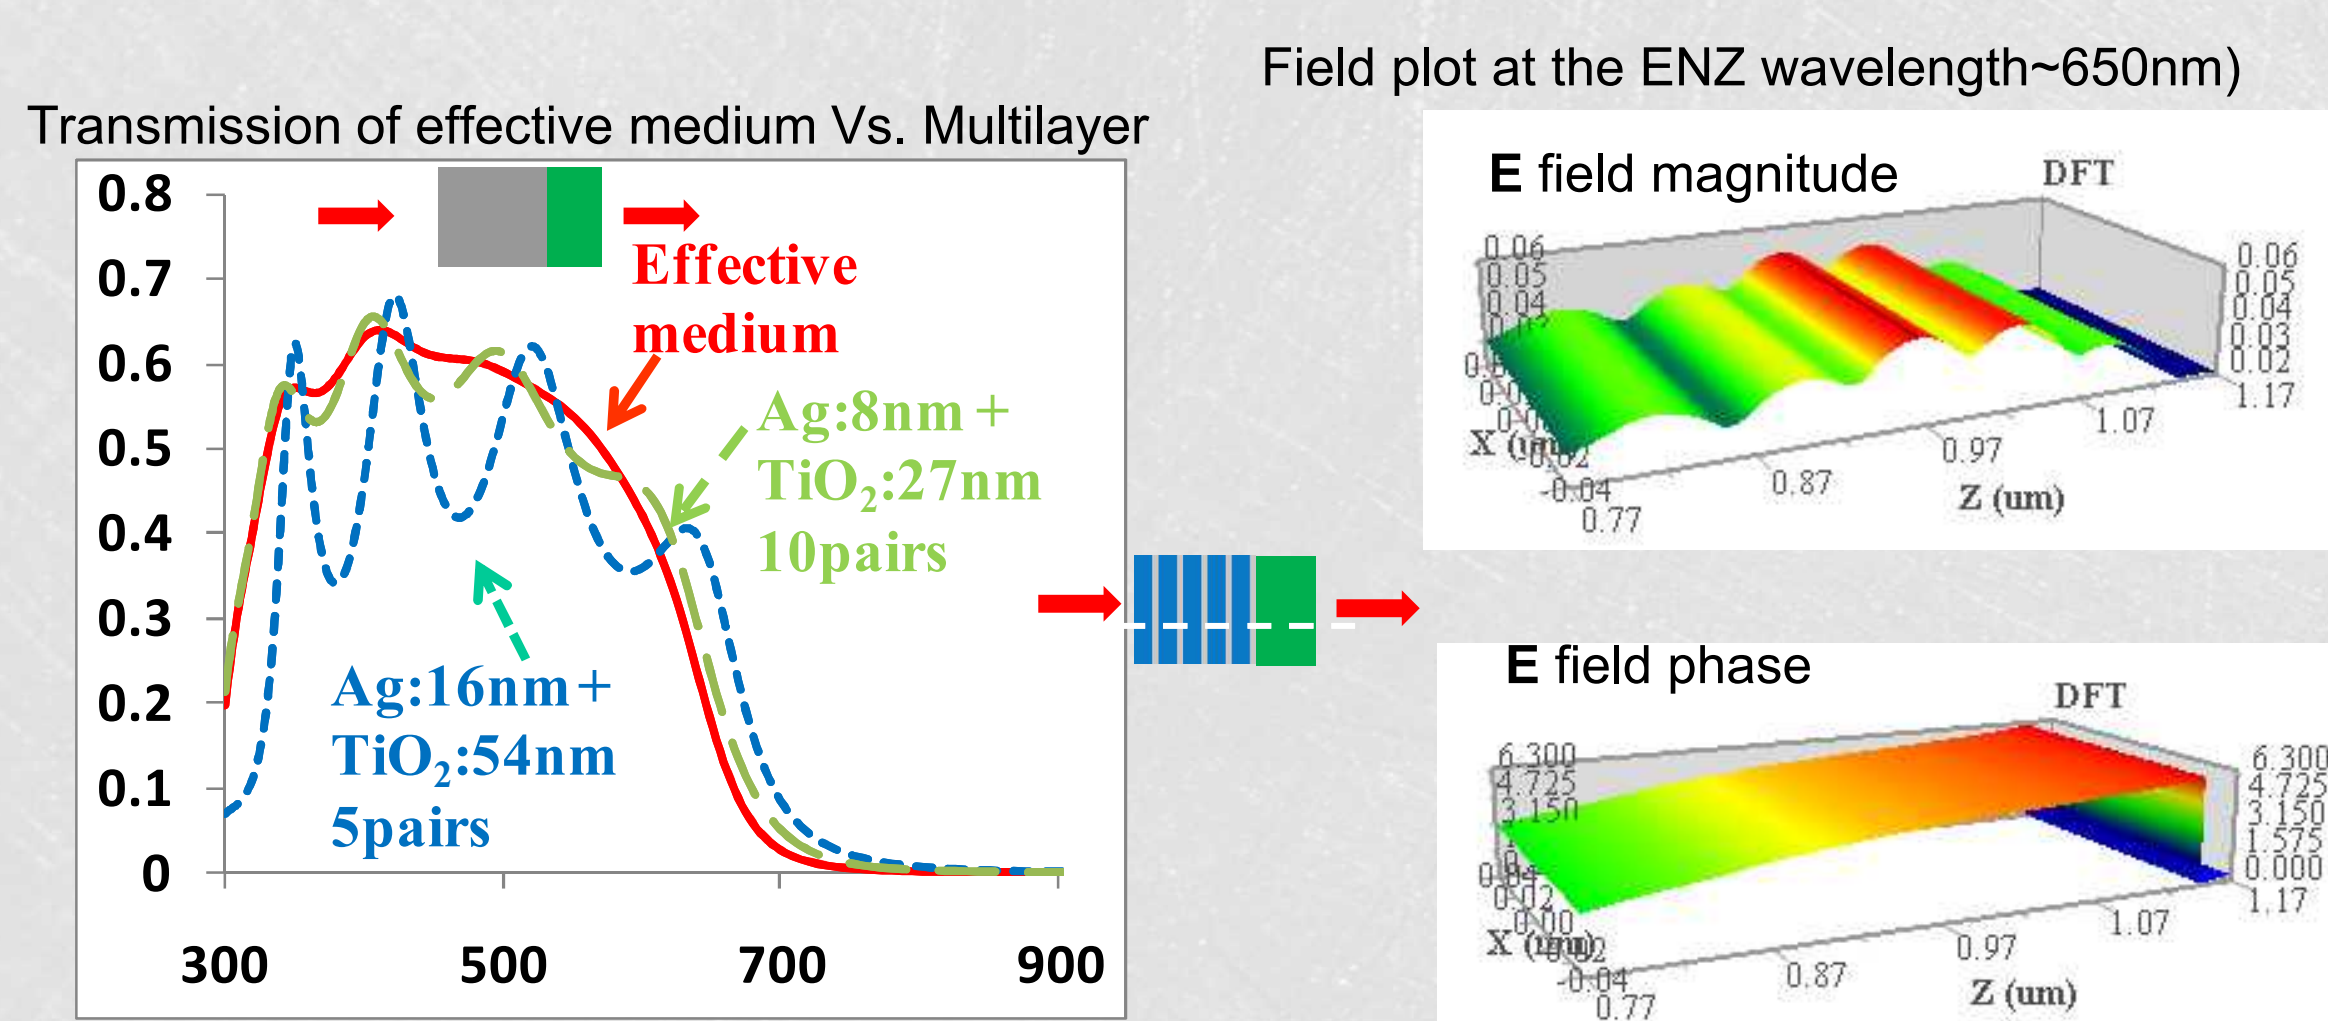 Field plot at the ENZ wavelength~650nm)
Transmission of effective medium Vs. Multilayer
0.8
0.7
0.6
0.5
0.4
0.3
0.2
0.1
0
300
500
700
900
Effective
medium
Ag:8nm +
TiO₂:27nm
10pairs
Ag:16nm+
TiO₂:54nm
5pairs
E field magnitude
DFT
0.06
0.05
0.04
0.06
0.05
0.04
0.03
0.02
X
-0.04
0.77
0.87
0.97
1.07
1.17
Z (um)
E field phase
DFT
6.300
4.725
3.150
6.300
4.725
3.150
1.575
0.000
0.02
0.00
X
-0.04
0.77
0.87
0.97
1.07
1.17
Z (um)